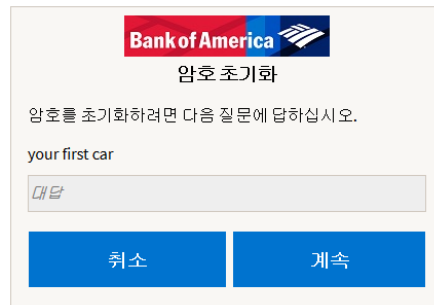 Bank of America
암호 초기화
암호를 초기화하려면 다음 질문에 답하십시오.
your first car
대답
취소 계속